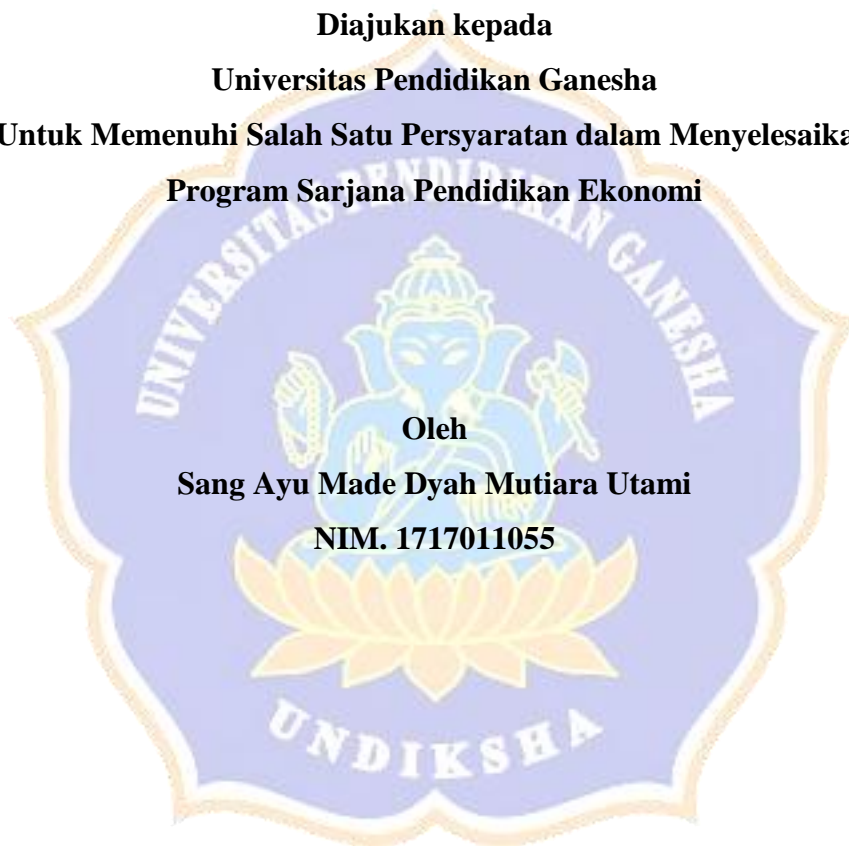 Diajukan kepada
Universitas Pendidikan Ganesha
Untuk Memenuhi Salah Satu Persyaratan dalam Menyelesaika
Program Sarjana Pendidikan Ekonomi
UNIVERSITAS PENDIDIKAN GANESHA
Oleh
Sang Ayu Made Dyah Mutiara Utami
NIM. 1717011055
UNDIKSHA